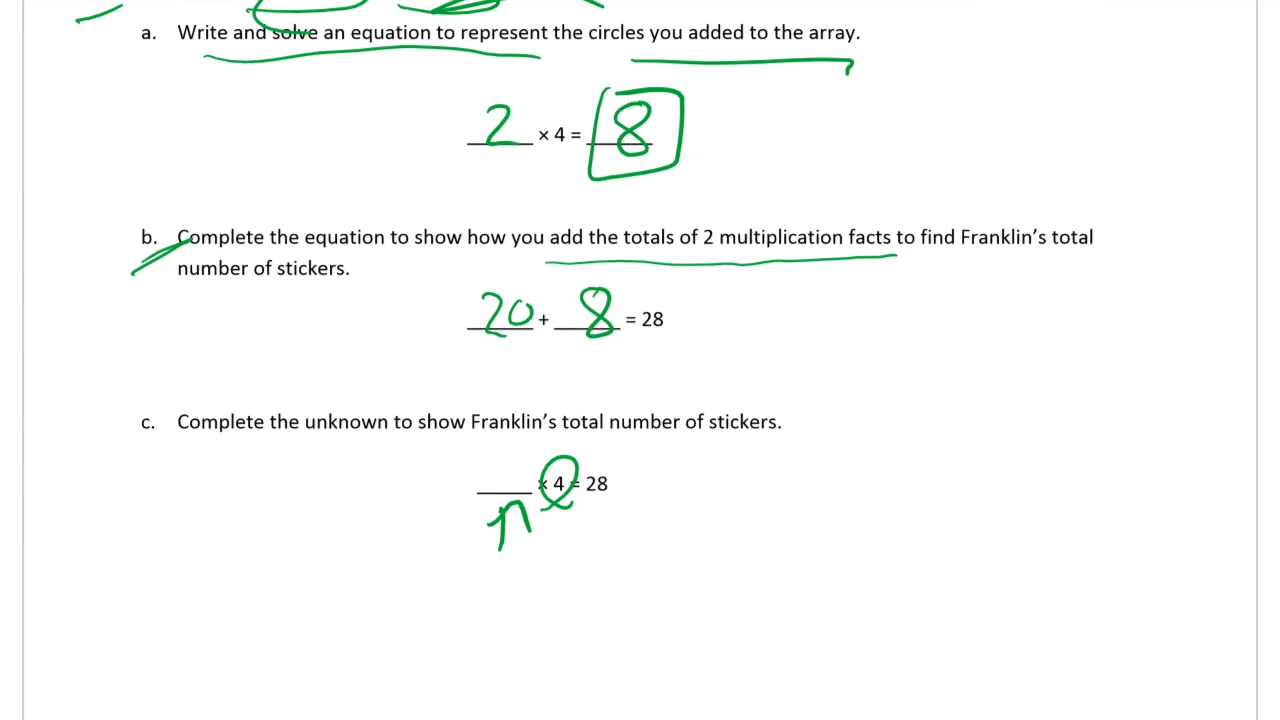 a. Write and solve an equation to represent the circles you added to the array.
2 × 4 = 8
b. Complete the equation to show how you add the totals of 2 multiplication facts to find Franklin's total
number of stickers.
20 + 8 = 28
c. Complete the unknown to show Franklin's total number of stickers.
___ × 4 = 28
n